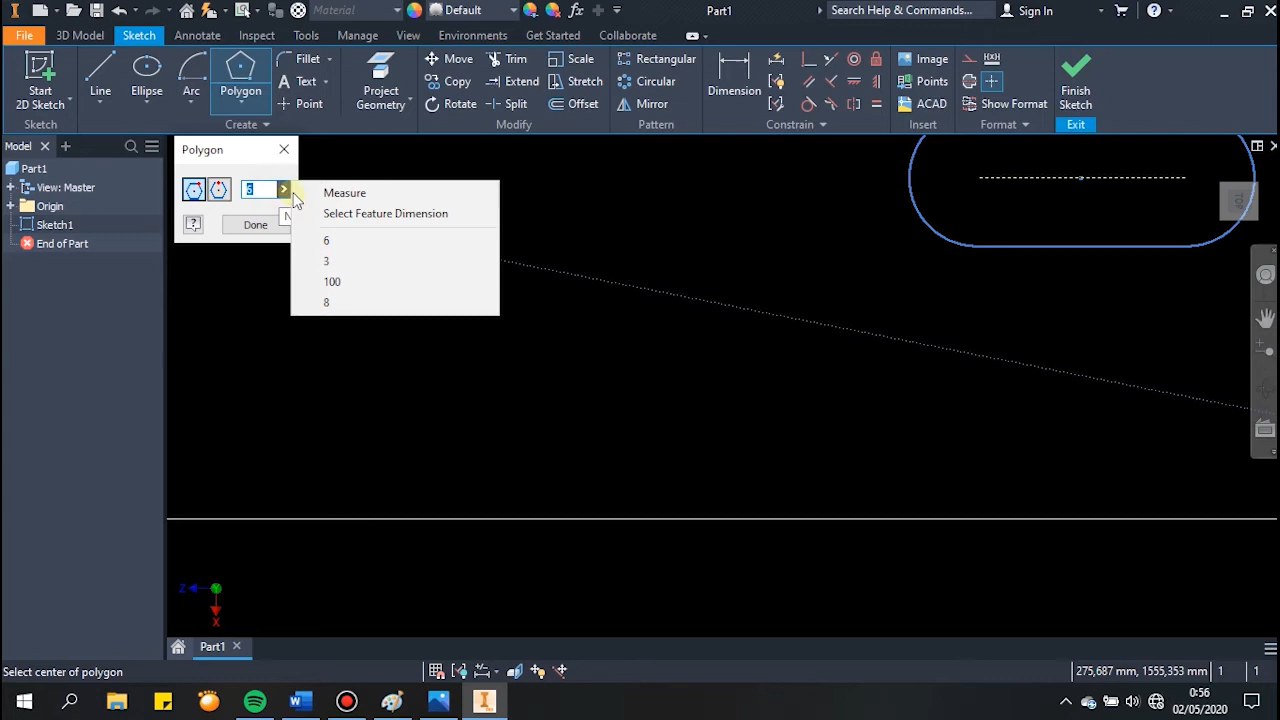 Material
Default
Part1
Search Help & Commands...
Sign In
File
3D Model
Sketch
Annotate
Inspect
Tools
Manage
View
Environments
Get Started
Collaborate
Start
2D Sketch
Line
Ellipse
Arc
Polygon
Fillet
Text
Point
Project
Geometry
Move
Copy
Rotate
Trim
Extend
Split
Scale
Stretch
Offset
Rectangular
Circular
Mirror
Dimension
Image
Points
ACAD
Show Format
Finish
Sketch
Sketch
Create
Modify
Pattern
Constrain
Insert
Format
Exit
Model
Part1
View: Master
Origin
Sketch1
End of Part
Polygon
6
Done
Measure
Select Feature Dimension
6
3
100
8
TOP
Z
X
Part1
Select center of polygon
275,687 mm, 1555,353 mm
1
1
0:56
02/05/2020